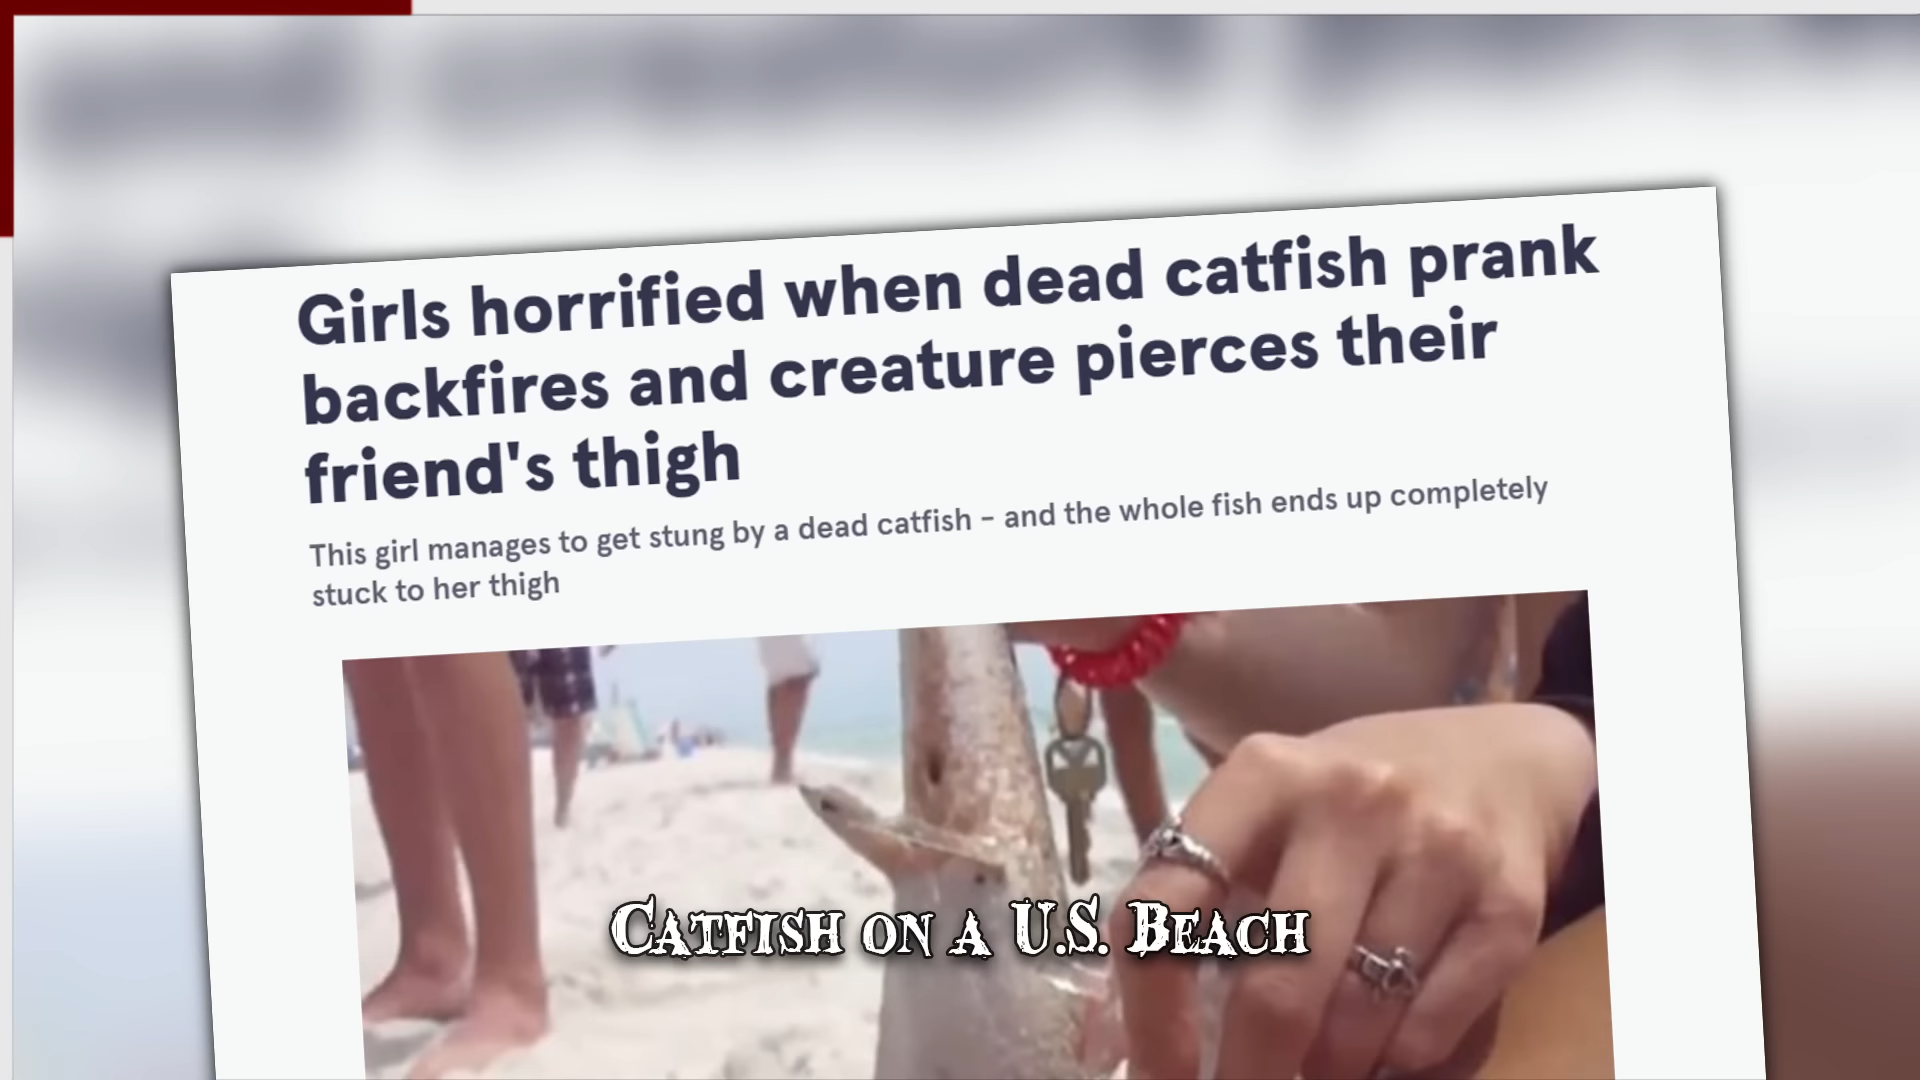 Girls horrified when dead catfish prank
backfires and creature pierces their
friend's thigh
This girl manages to get stung by a dead catfish – and the whole fish ends up completely
stuck to her thigh
Catfish on a U.S. Beach